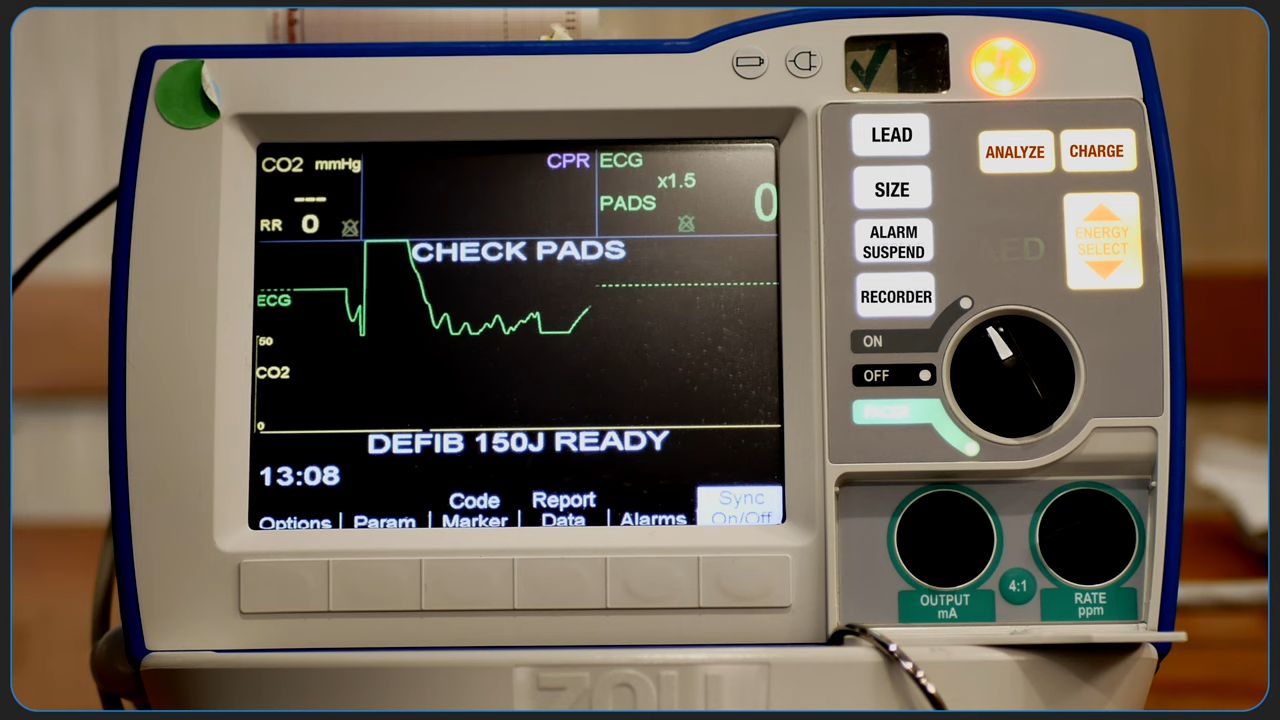 CO2 mmHg
---
RR 0
CPR
ECG
x1.5
PADS
0
CHECK PADS
ECG
50
CO2
0
DEFIB 150J READY
13:08
Options
Param
Code
Marker
Report
Data
Alarms
Sync
On/Off
LEAD
SIZE
ALARM
SUSPEND
RECORDER
ANALYZE
CHARGE
ENERGY
SELECT
ON
OFF
PACER
OUTPUT
mA
4:1
RATE
ppm
ZOLL